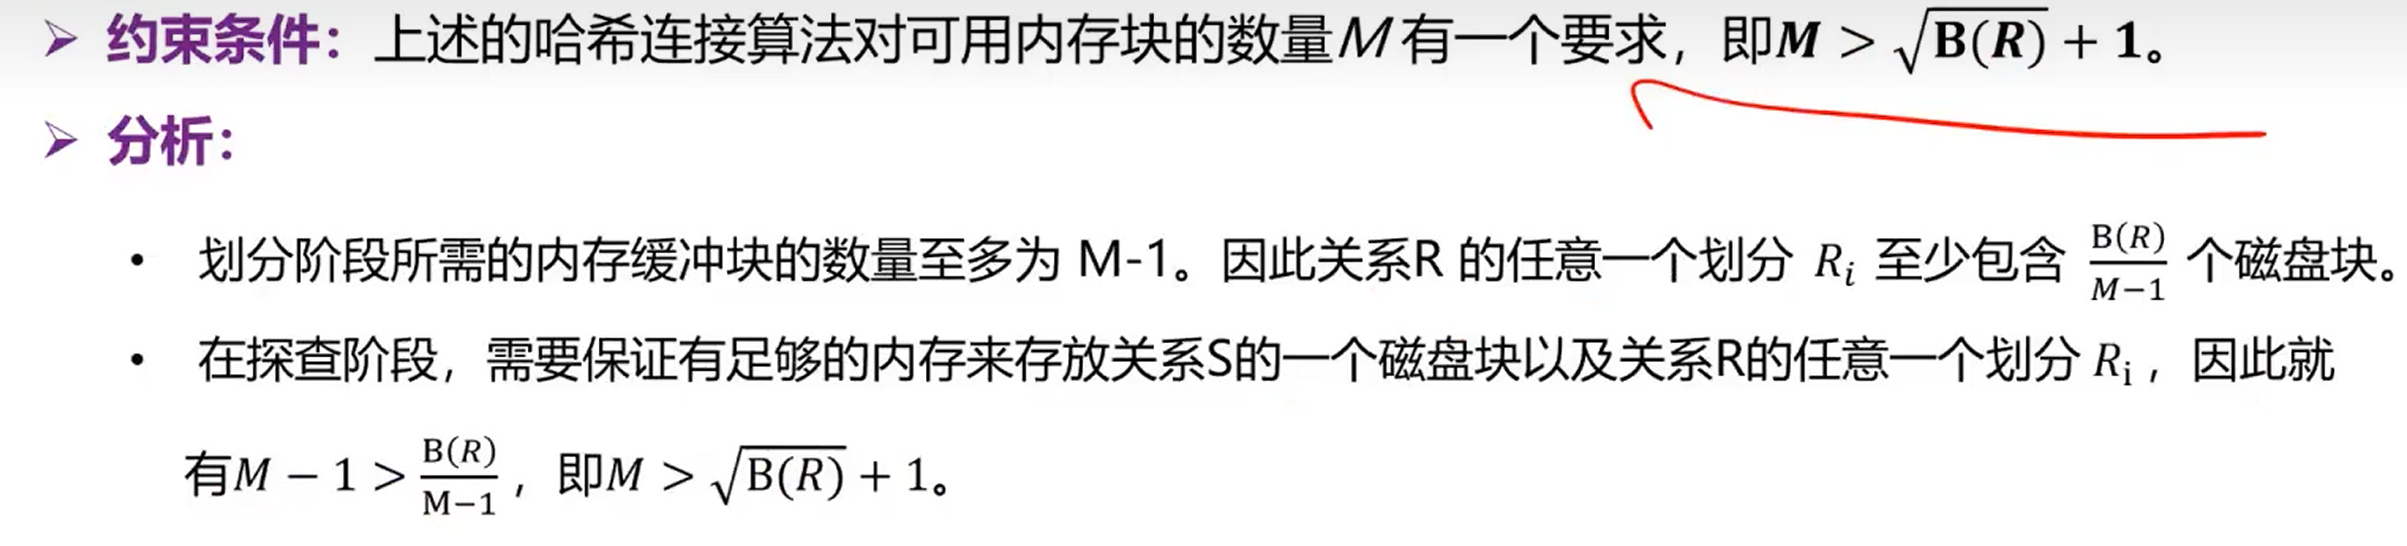 ➢ 约束条件：上述的哈希连接算法对可用内存块的数量M有一个要求，即M > √B(R) + 1。
➢ 分析：
• 划分阶段所需的内存缓冲块的数量至多为 M-1。因此关系R 的任意一个划分 Rᵢ 至少包含 B(R)/(M−1) 个磁盘块。
• 在探查阶段，需要保证有足够的内存来存放关系S的一个磁盘块以及关系R的任意一个划分 Rᵢ，因此就
有M − 1 > B(R)/(M−1)，即M > √B(R) + 1。